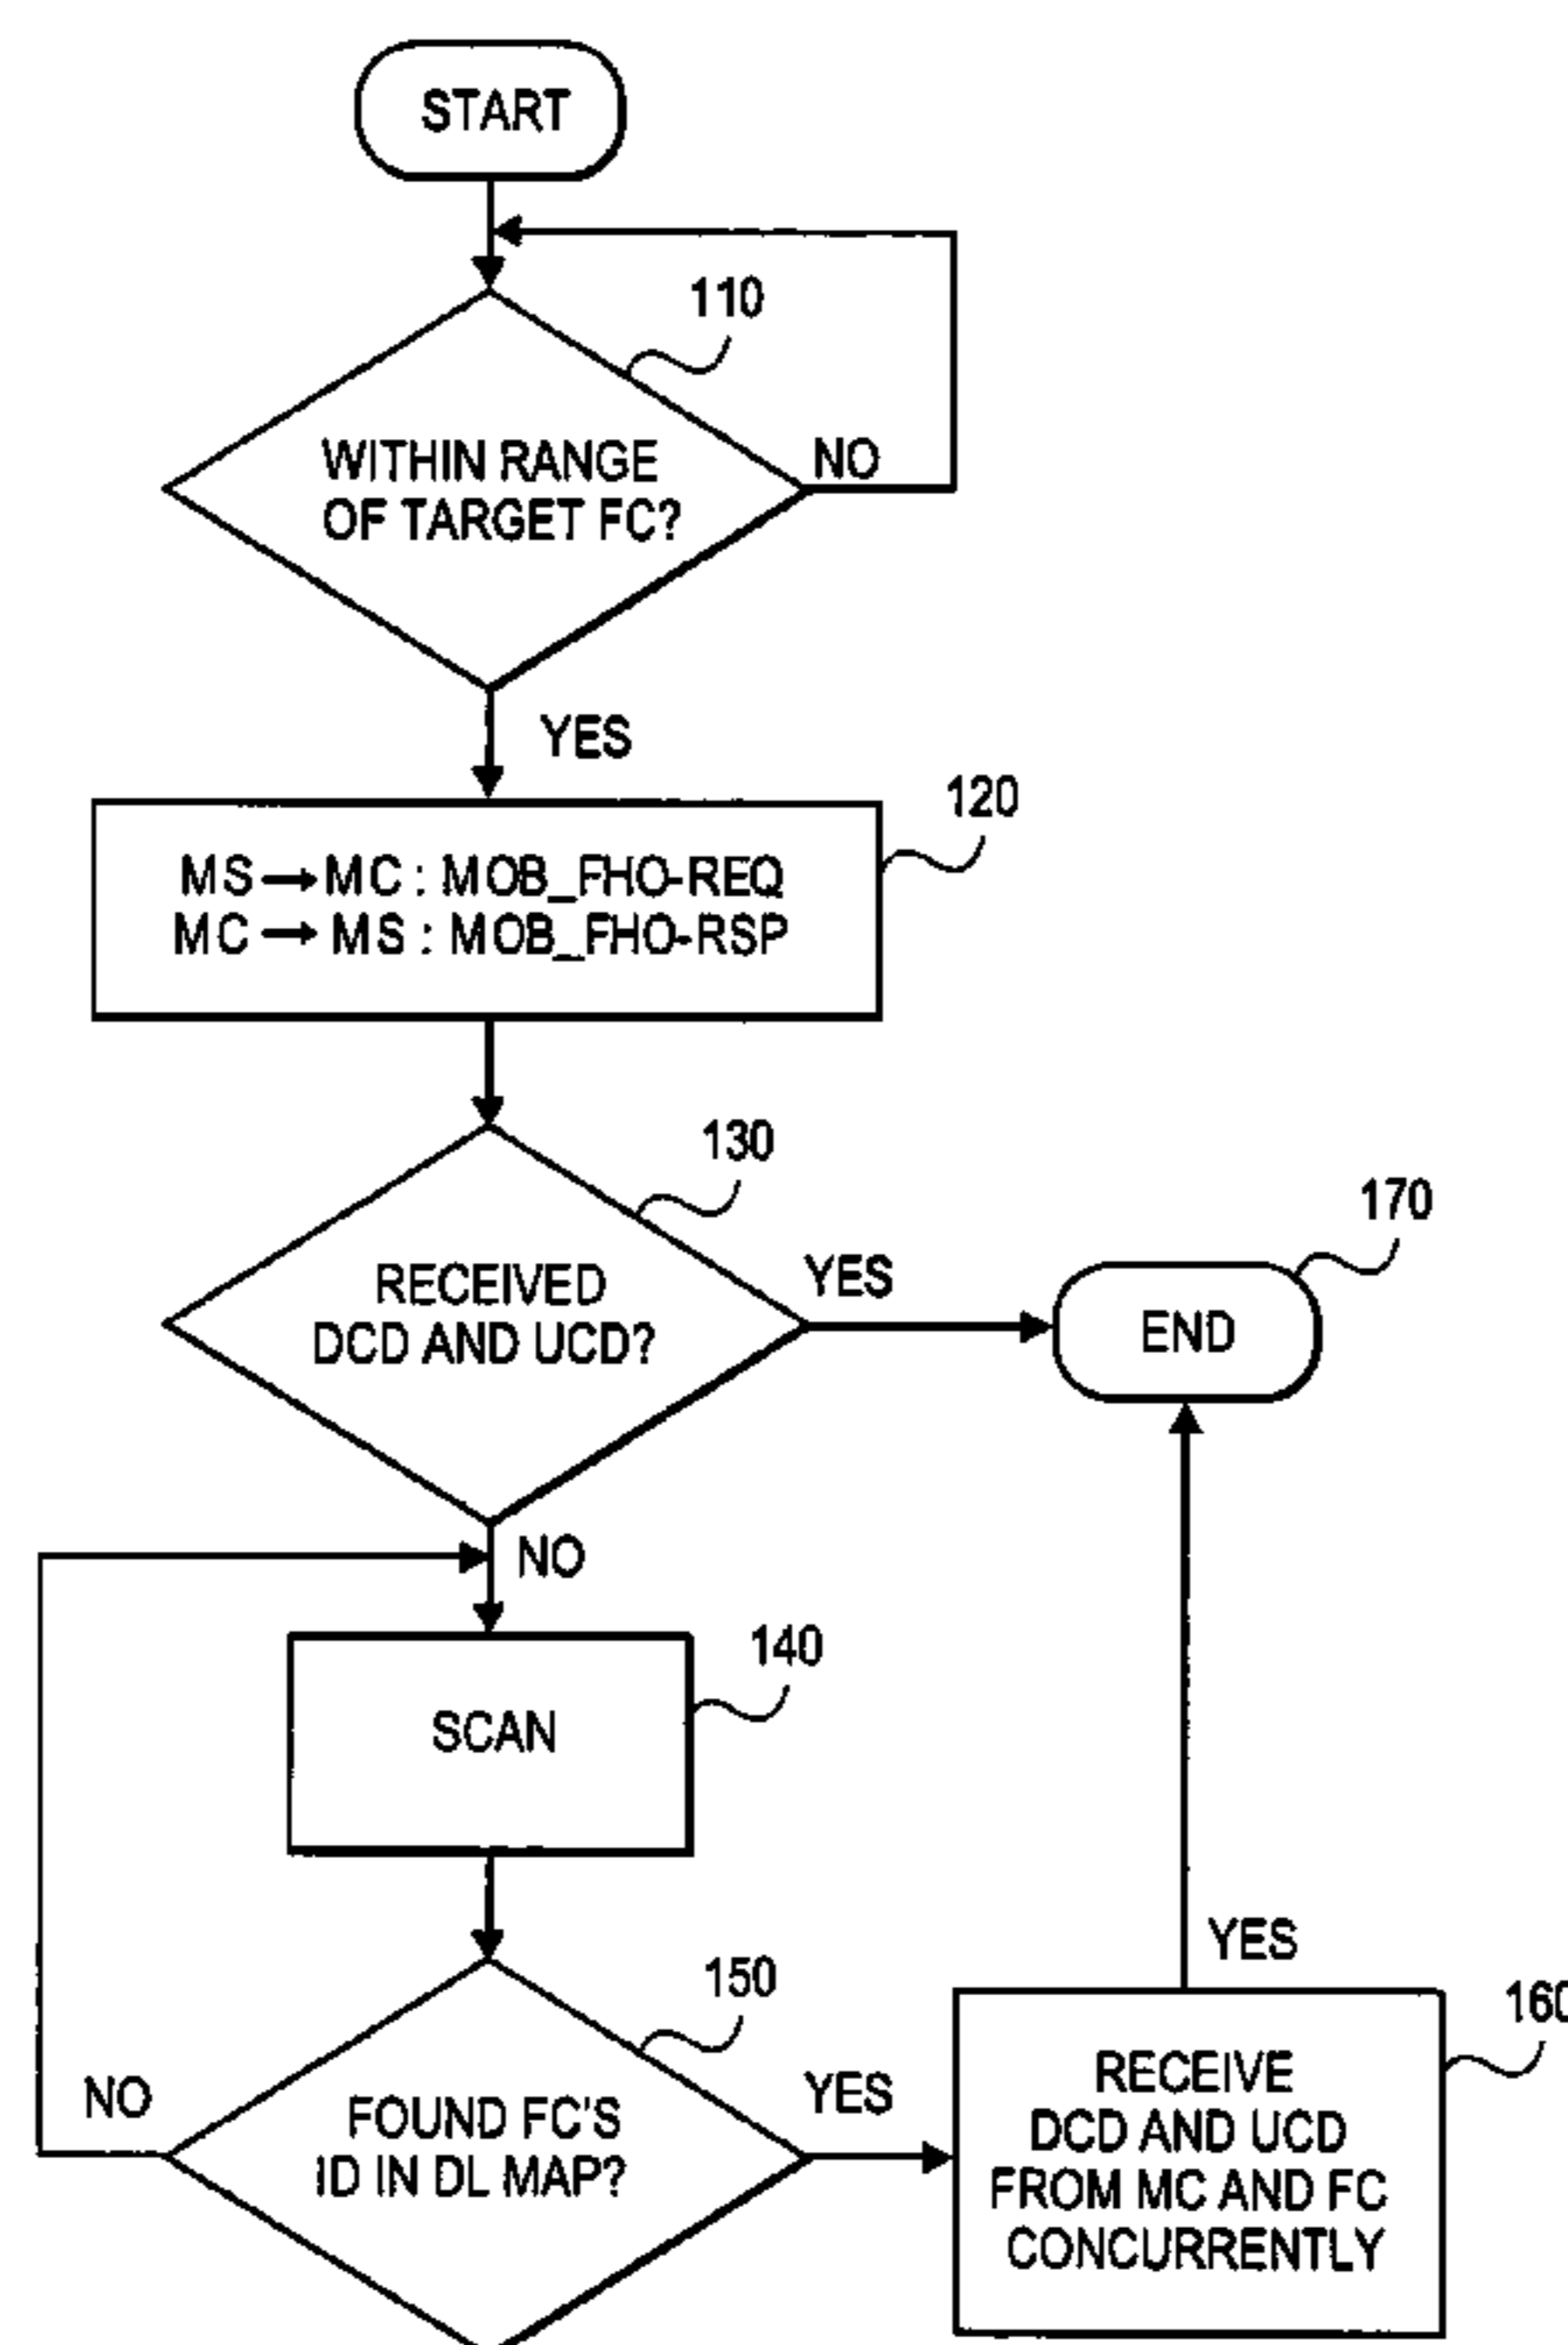 START
110
WITHIN RANGE
OF TARGET FC?
NO
YES
120
MS → MC : MOB_FHO-REQ
MC → MS : MOB_FHO-RSP
130
RECEIVED
DCD AND UCD?
YES
170
END
NO
140
SCAN
150
FOUND FC'S
ID IN DL MAP?
NO
YES
YES
160
RECEIVE
DCD AND UCD
FROM MC AND FC
CONCURRENTLY